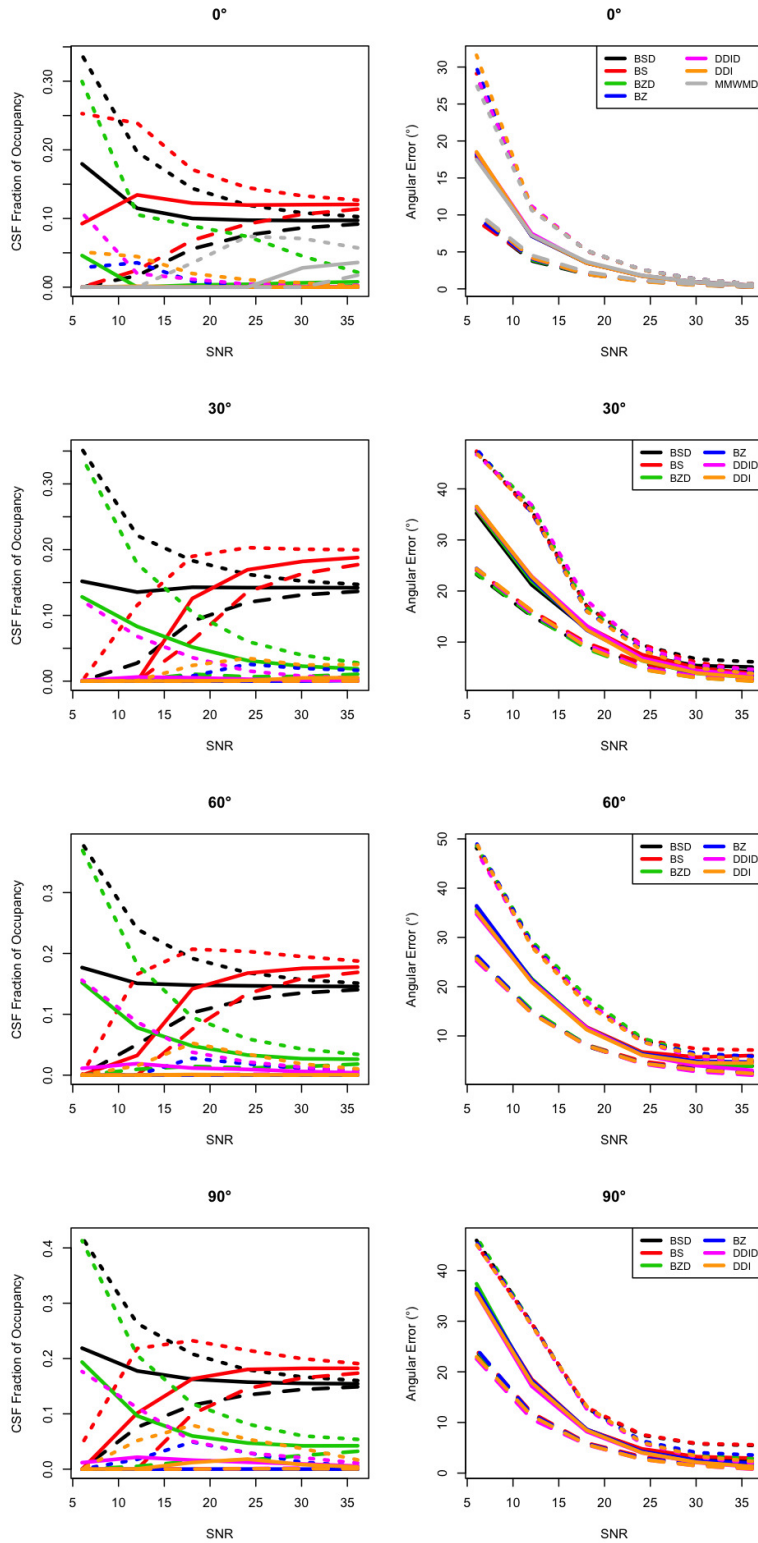 0°
CSF Fraction of Occupancy
0.30
0.20
0.10
0.00
5 10 15 20 25 30 35
SNR
0°
BSD DDID
BS DDI
BZD MMWMD
BZ
Angular Error (°)
30
25
20
15
10
5
0
5 10 15 20 25 30 35
SNR
30°
CSF Fraction of Occupancy
0.30
0.20
0.10
0.00
5 10 15 20 25 30 35
SNR
30°
BSD BZ
BS DDID
BZD DDI
Angular Error (°)
40
30
20
10
5 10 15 20 25 30 35
SNR
60°
CSF Fraction of Occupancy
0.3
0.2
0.1
0.0
5 10 15 20 25 30 35
SNR
60°
BSD BZ
BS DDID
BZD DDI
Angular Error (°)
50
40
30
20
10
5 10 15 20 25 30 35
SNR
90°
CSF Fraction of Occupancy
0.4
0.3
0.2
0.1
0.0
5 10 15 20 25 30 35
SNR
90°
BSD BZ
BS DDID
BZD DDI
Angular Error (°)
40
30
20
10
0
5 10 15 20 25 30 35
SNR